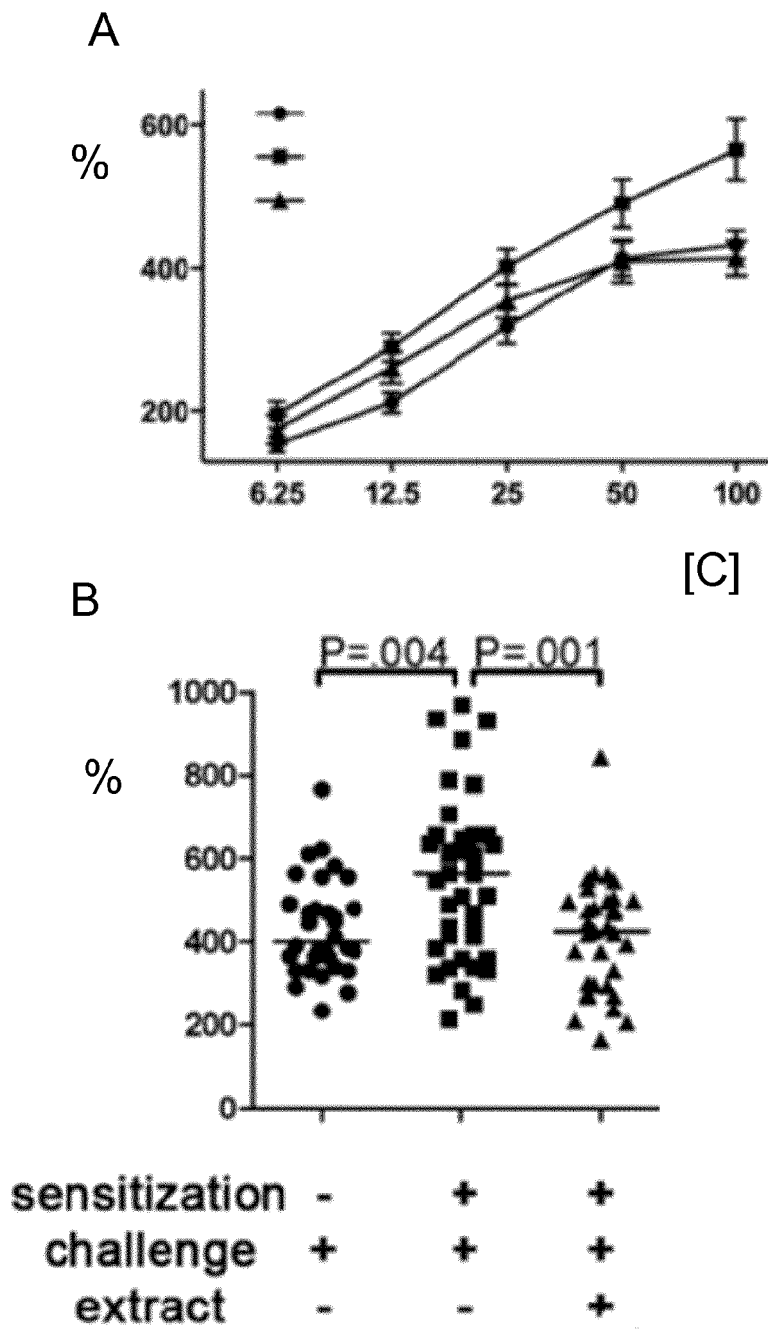 A
600
%
400
200
6.25 12.5 25 50 100
[C]
B
P=.004 P=.001
1000
800
%
600
400
200
0
sensitization - + +
challenge + + +
extract - - +